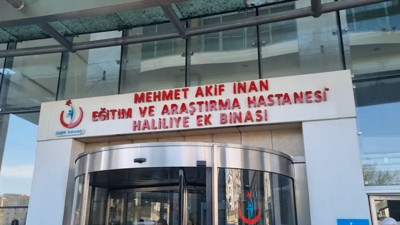 MEHMET AKİF İNAN
EĞİTİM VE ARAŞTIRMA HASTANESİ
HALİLİYE EK BİNASI